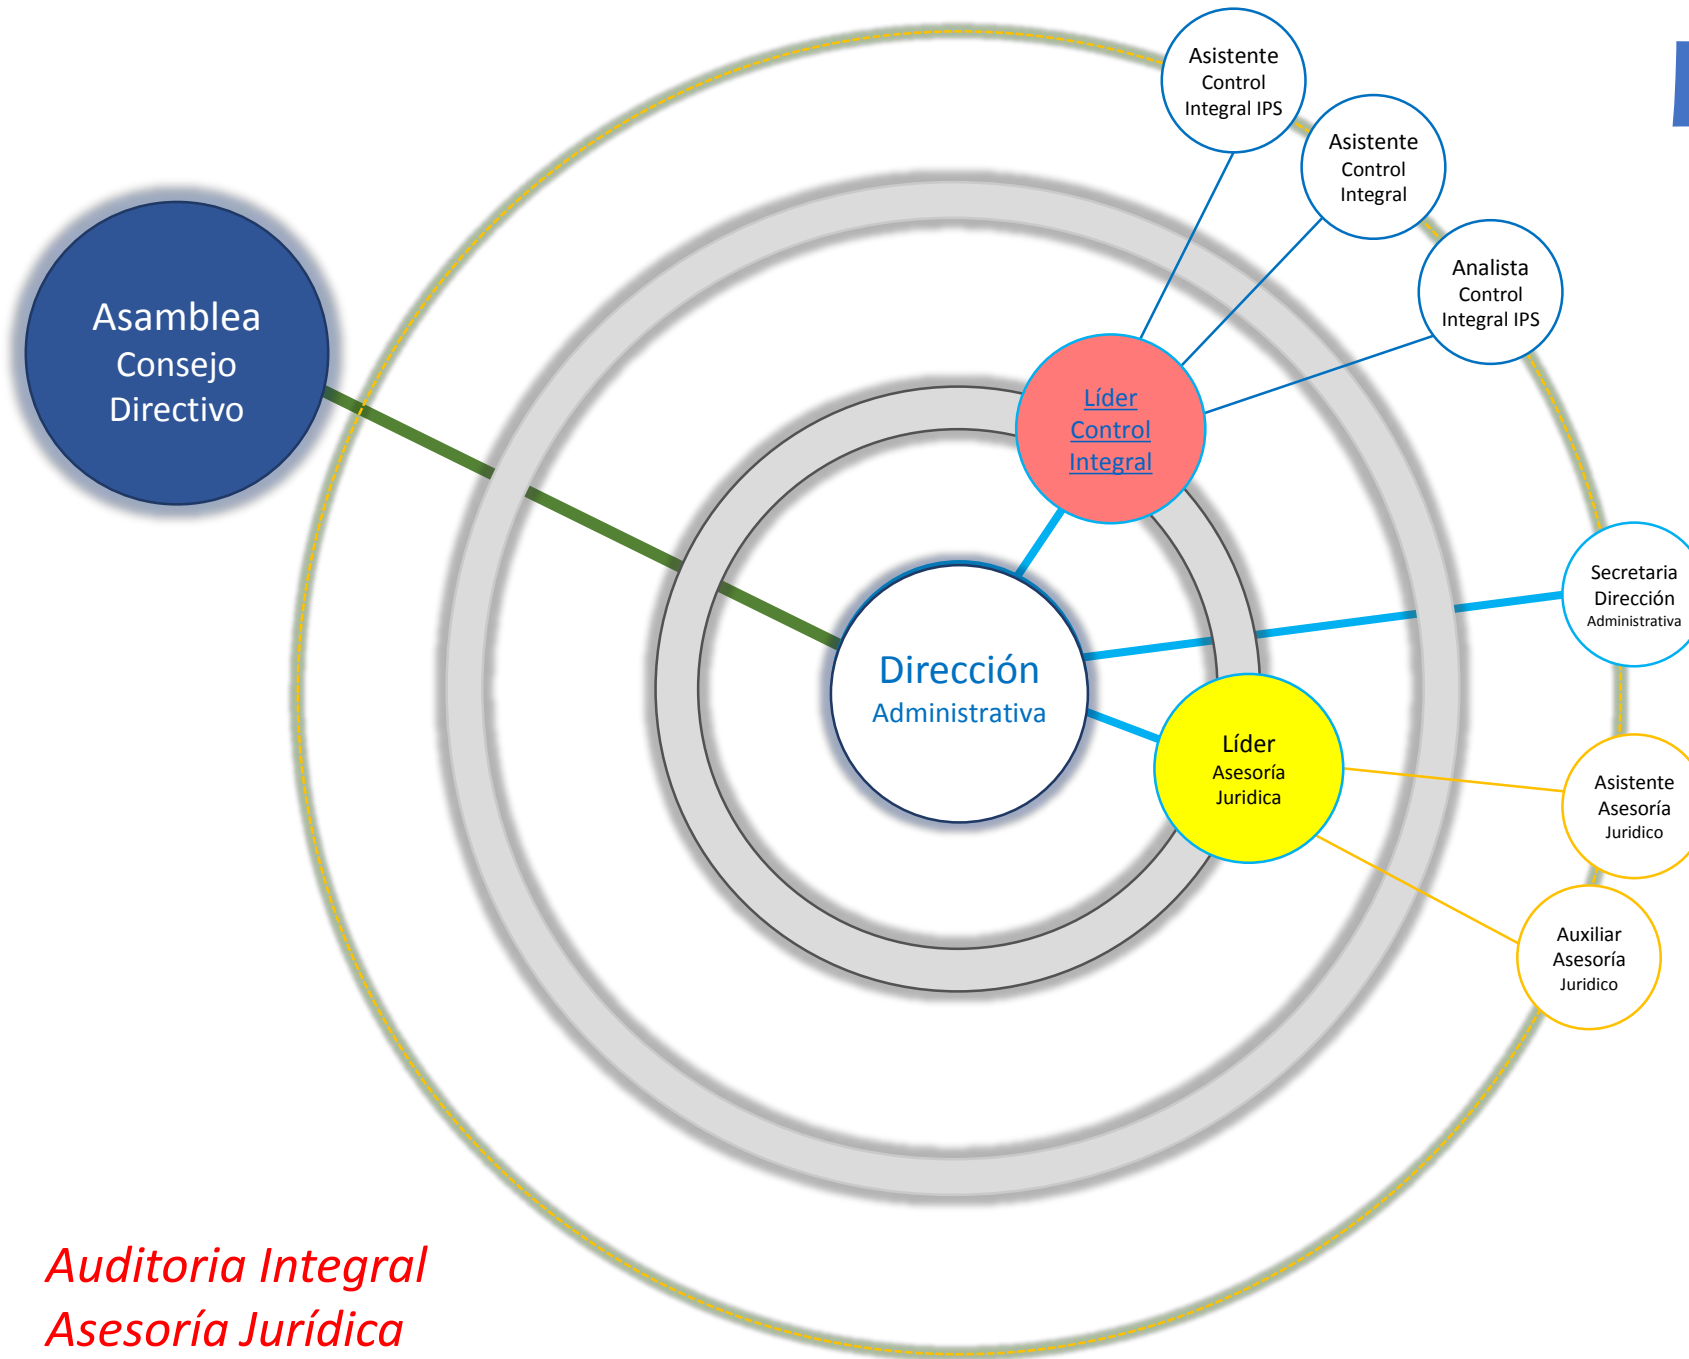 Asistente
Control
Integral IPS
Asistente
Control
Integral
Analista
Control
Integral IPS
Asamblea
Consejo
Directivo
Líder
Control
Integral
Secretaria
Dirección
Administrativa
Dirección
Administrativa
Líder
Asesoría
Juridica
Asistente
Asesoría
Juridico
Auxiliar
Asesoría
Juridico
Auditoria Integral
Asesoría Jurídica